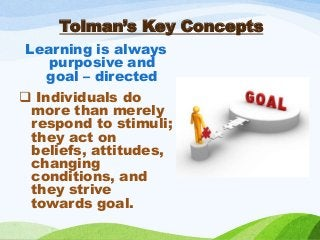 Tolman's Key Concepts
Learning is always
purposive and
goal – directed
❑ Individuals do
more than merely
respond to stimuli;
they act on
beliefs, attitudes,
changing
conditions, and
they strive
towards goal.
GOAL